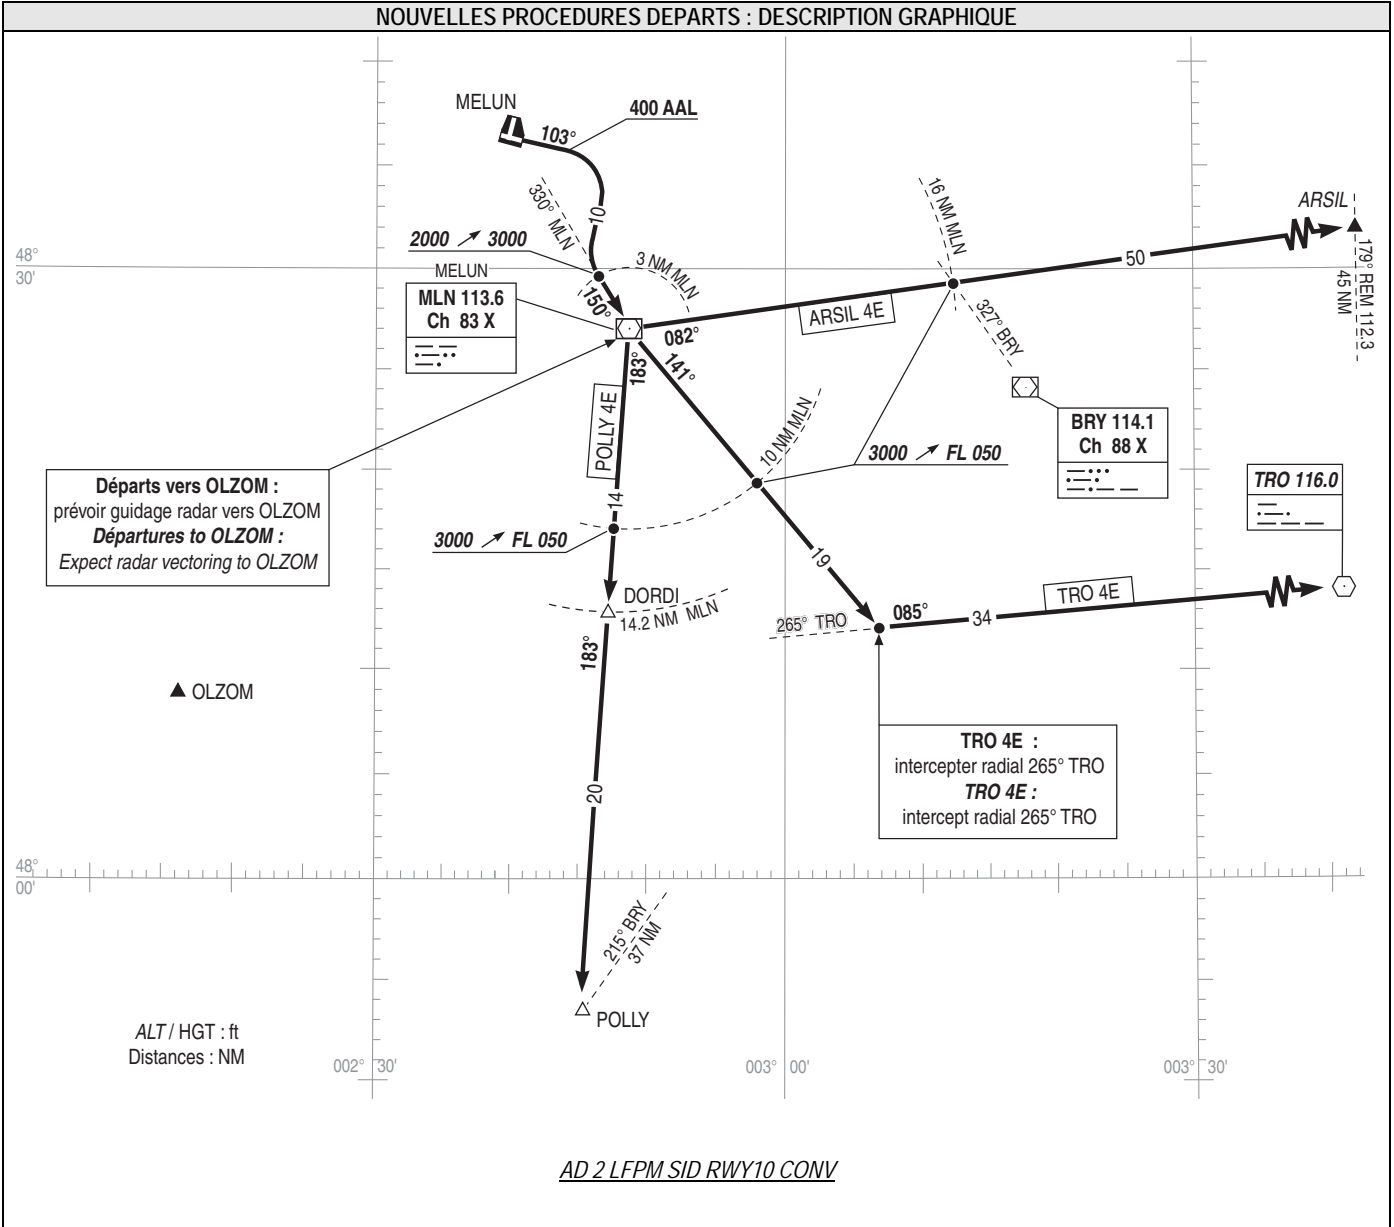 NOUVELLES PROCEDURES DEPARTS : DESCRIPTION GRAPHIQUE
MELUN
400 AAL
103°
330° MLN
10
16 NM MLN
ARSIL
2000 3000
48°
30'
MELUN
3 NM MLN
50
179° REM 112.3
45 NM
MLN 113.6
Ch 83 X
150°
082°
ARSIL 4E
327° BRY
183°
141°
POLLY 4E
10 NM MLN
BRY 114.1
Ch 88 X
3000 FL 050
TRO 116.0
Départs vers OLZOM :
prévoir guidage radar vers OLZOM
Départures to OLZOM :
Expect radar vectoring to OLZOM
14
3000 FL 050
19
DORDI
14.2 NM MLN
265° TRO
085°
34
TRO 4E
183°
OLZOM
TRO 4E :
intercepter radial 265° TRO
TRO 4E :
intercept radial 265° TRO
20
48°
00'
215° BRY
37 NM
POLLY
ALT / HGT : ft
Distances : NM
002° 30'
003° 00'
003° 30'
AD 2 LFPM SID RWY10 CONV